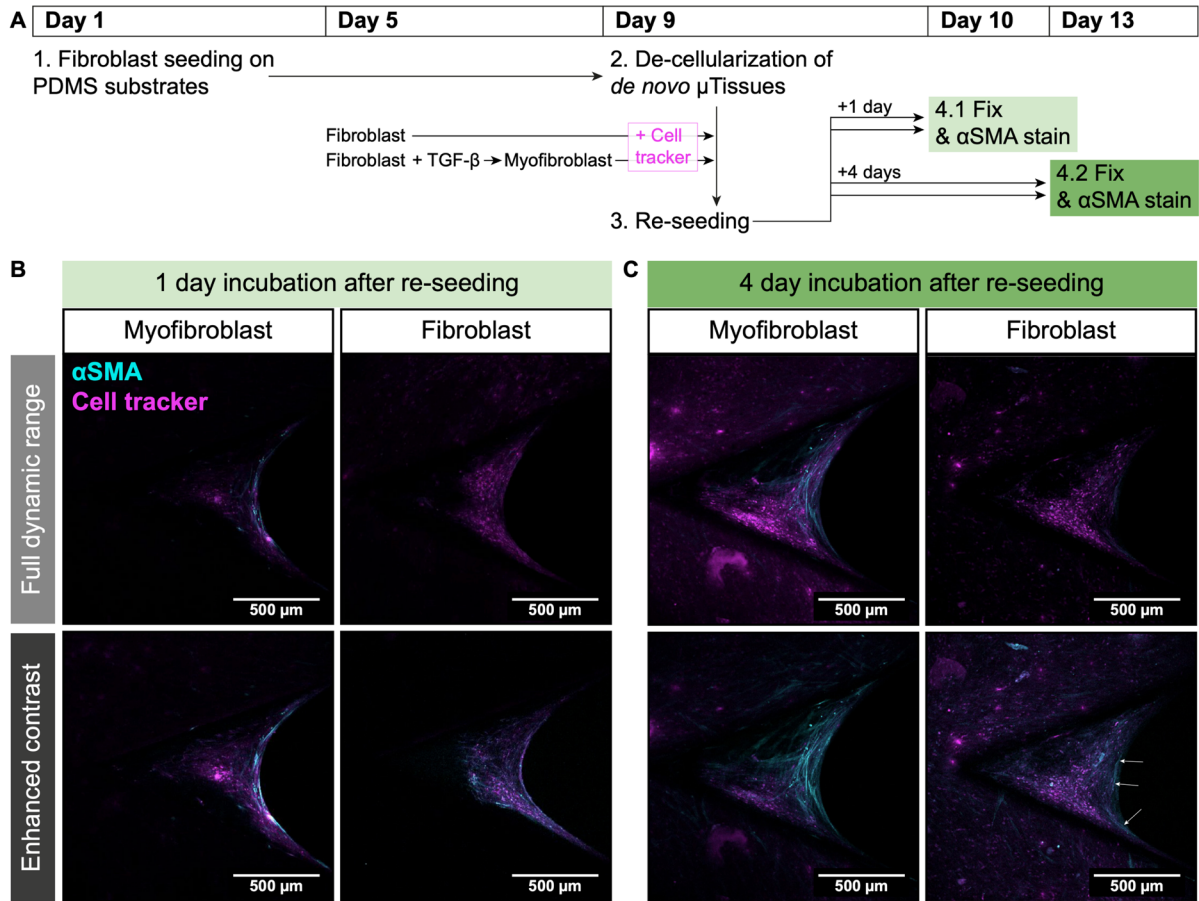 A
Day 1
Day 5
Day 9
Day 10
Day 13
1. Fibroblast seeding on
PDMS substrates
2. De-cellularization of
de novo µTissues
Fibroblast
Fibroblast + TGF-β
Myofibroblast
+ Cell
tracker
3. Re-seeding
+1 day
4.1 Fix
& αSMA stain
+4 days
4.2 Fix
& αSMA stain
B
1 day incubation after re-seeding
Myofibroblast
Fibroblast
C
4 day incubation after re-seeding
Myofibroblast
Fibroblast
Full dynamic range
αSMA
Cell tracker
500 µm
500 µm
500 µm
500 µm
Enhanced contrast
500 µm
500 µm
500 µm
500 µm